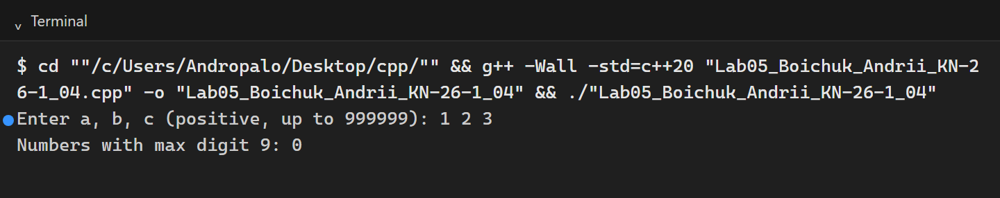 Terminal
$ cd ""/c/Users/Andropalo/Desktop/cpp/"" && g++ -Wall -std=c++20 "Lab05_Boichuk_Andrii_KN-2
6-1_04.cpp" -o "Lab05_Boichuk_Andrii_KN-26-1_04" && ./"Lab05_Boichuk_Andrii_KN-26-1_04"
Enter a, b, c (positive, up to 999999): 1 2 3
Numbers with max digit 9: 0